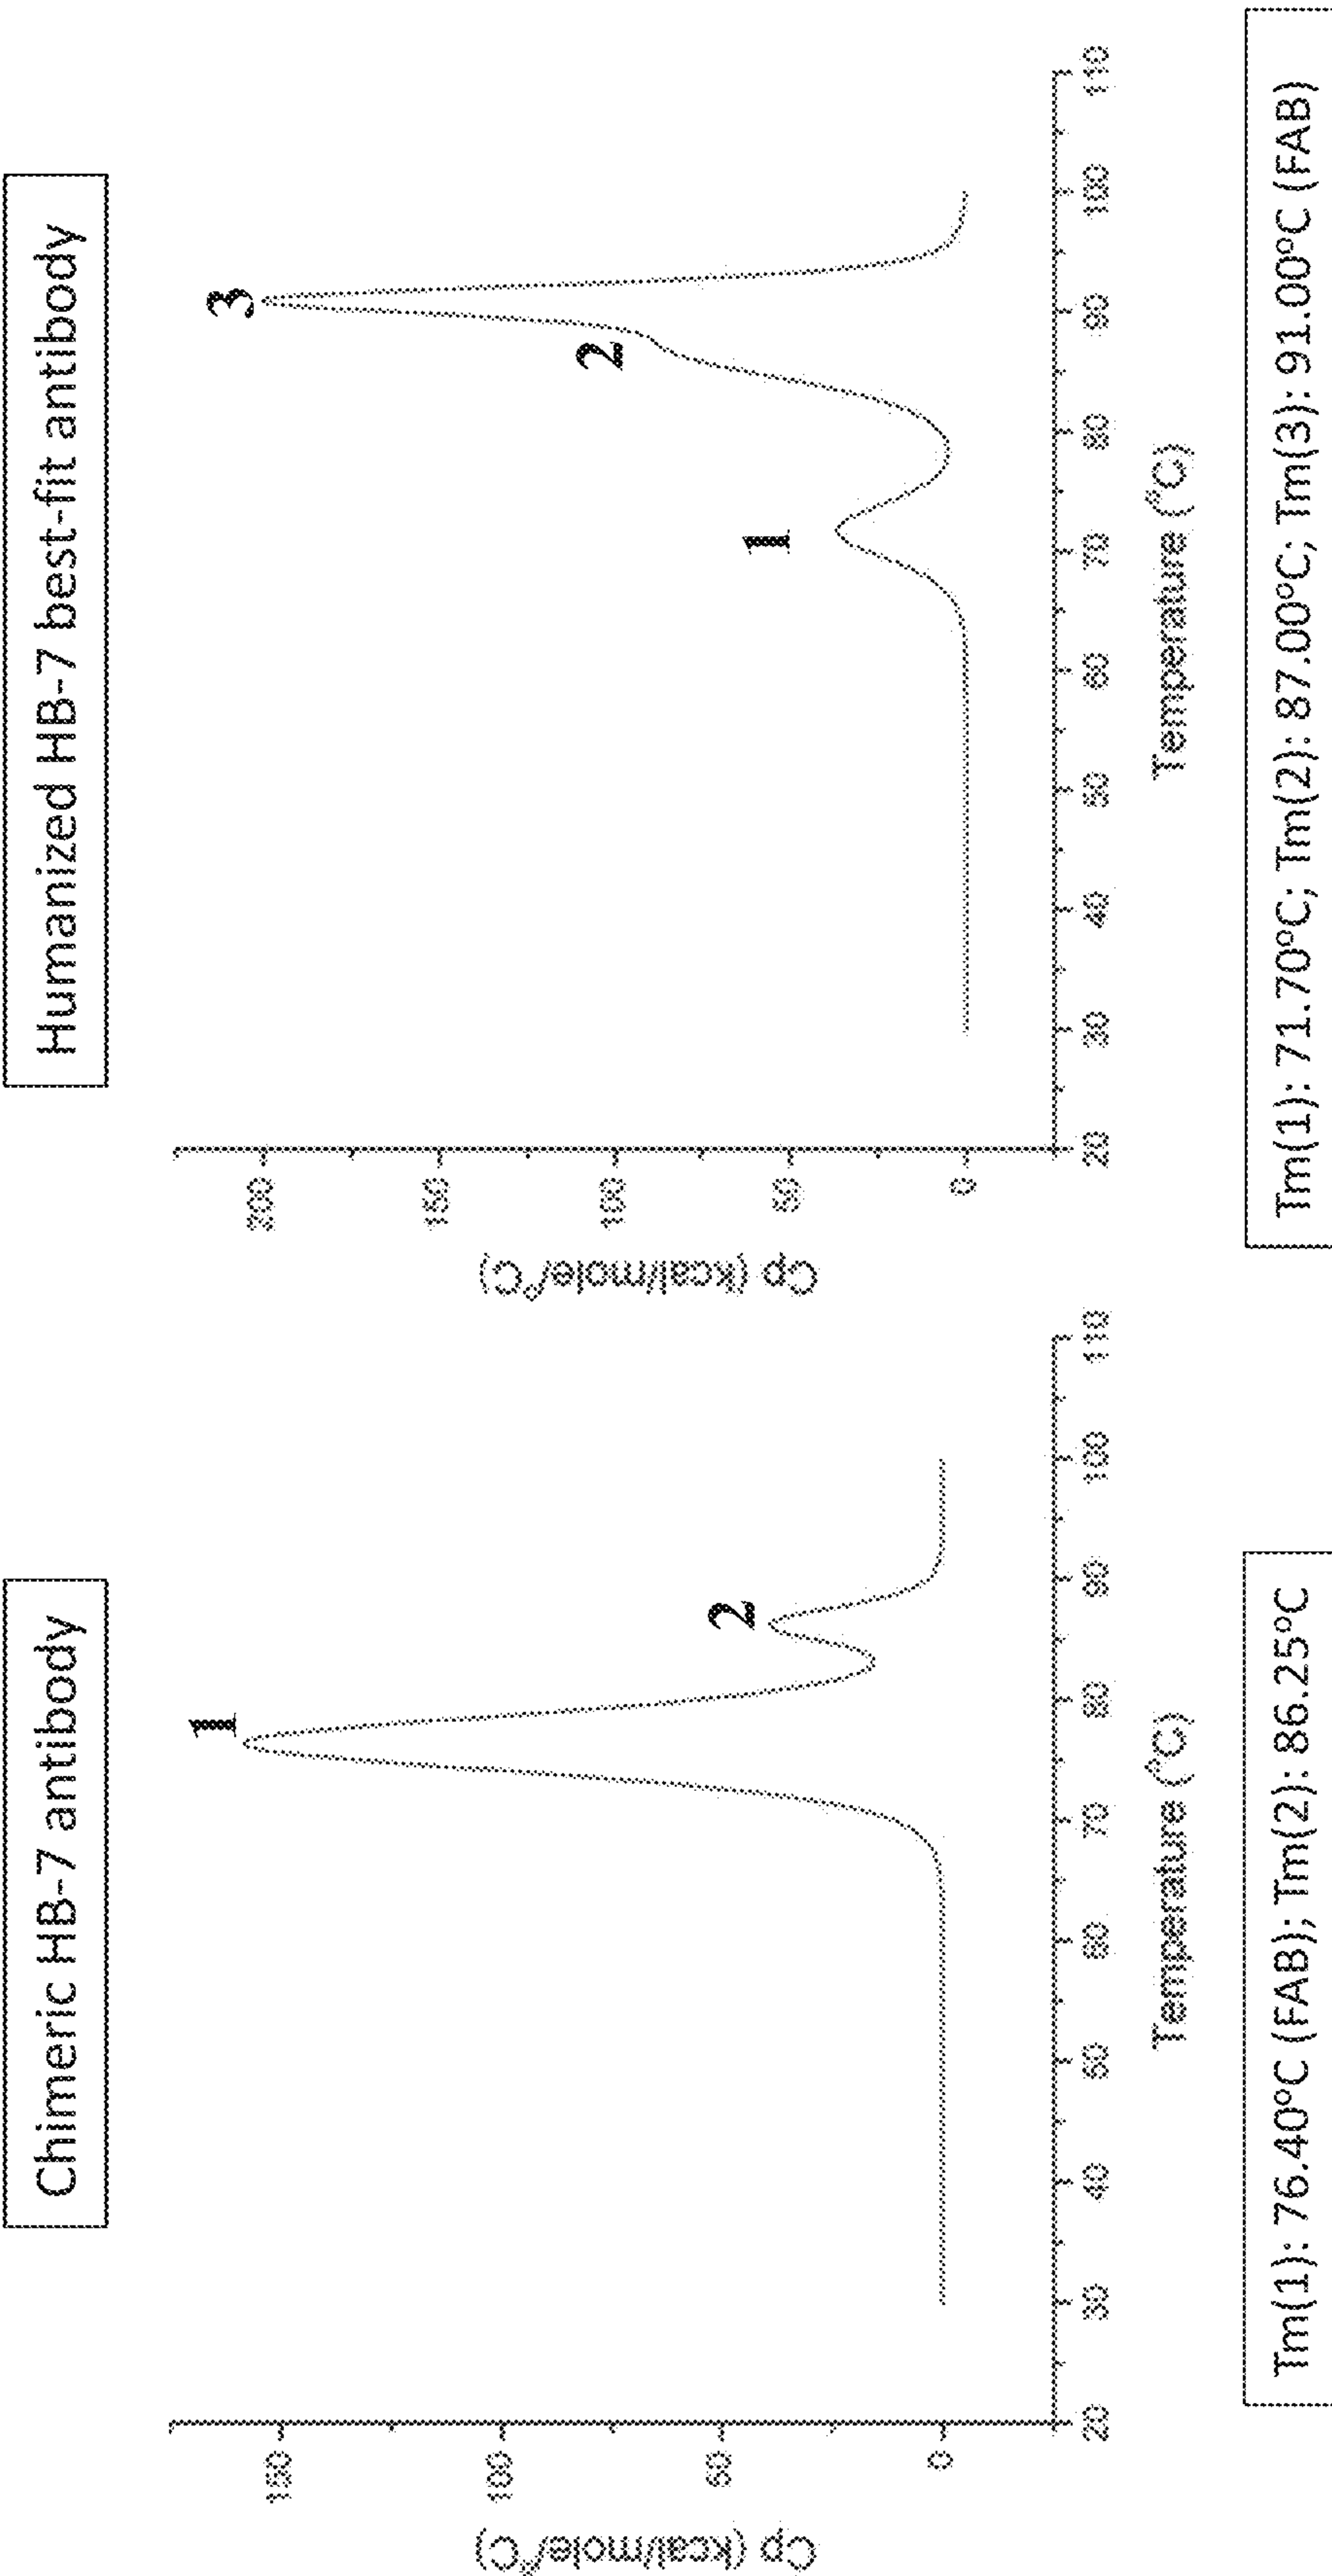 Chimeric HB-7 antibody
1
2
150
100
50
0
Cp (kcal/mole/°C)
20 30 40 50 60 70 80 90 100 110
Temperature (°C)
Tm(1): 76.40°C (FAB); Tm(2): 86.25°C
Humanized HB-7 best-fit antibody
3
2
1
200
150
100
50
0
Cp (kcal/mole/°C)
20 30 40 50 60 70 80 90 100 110
Temperature (°C)
Tm(1): 71.70°C; Tm(2): 87.00°C; Tm(3): 91.00°C (FAB)